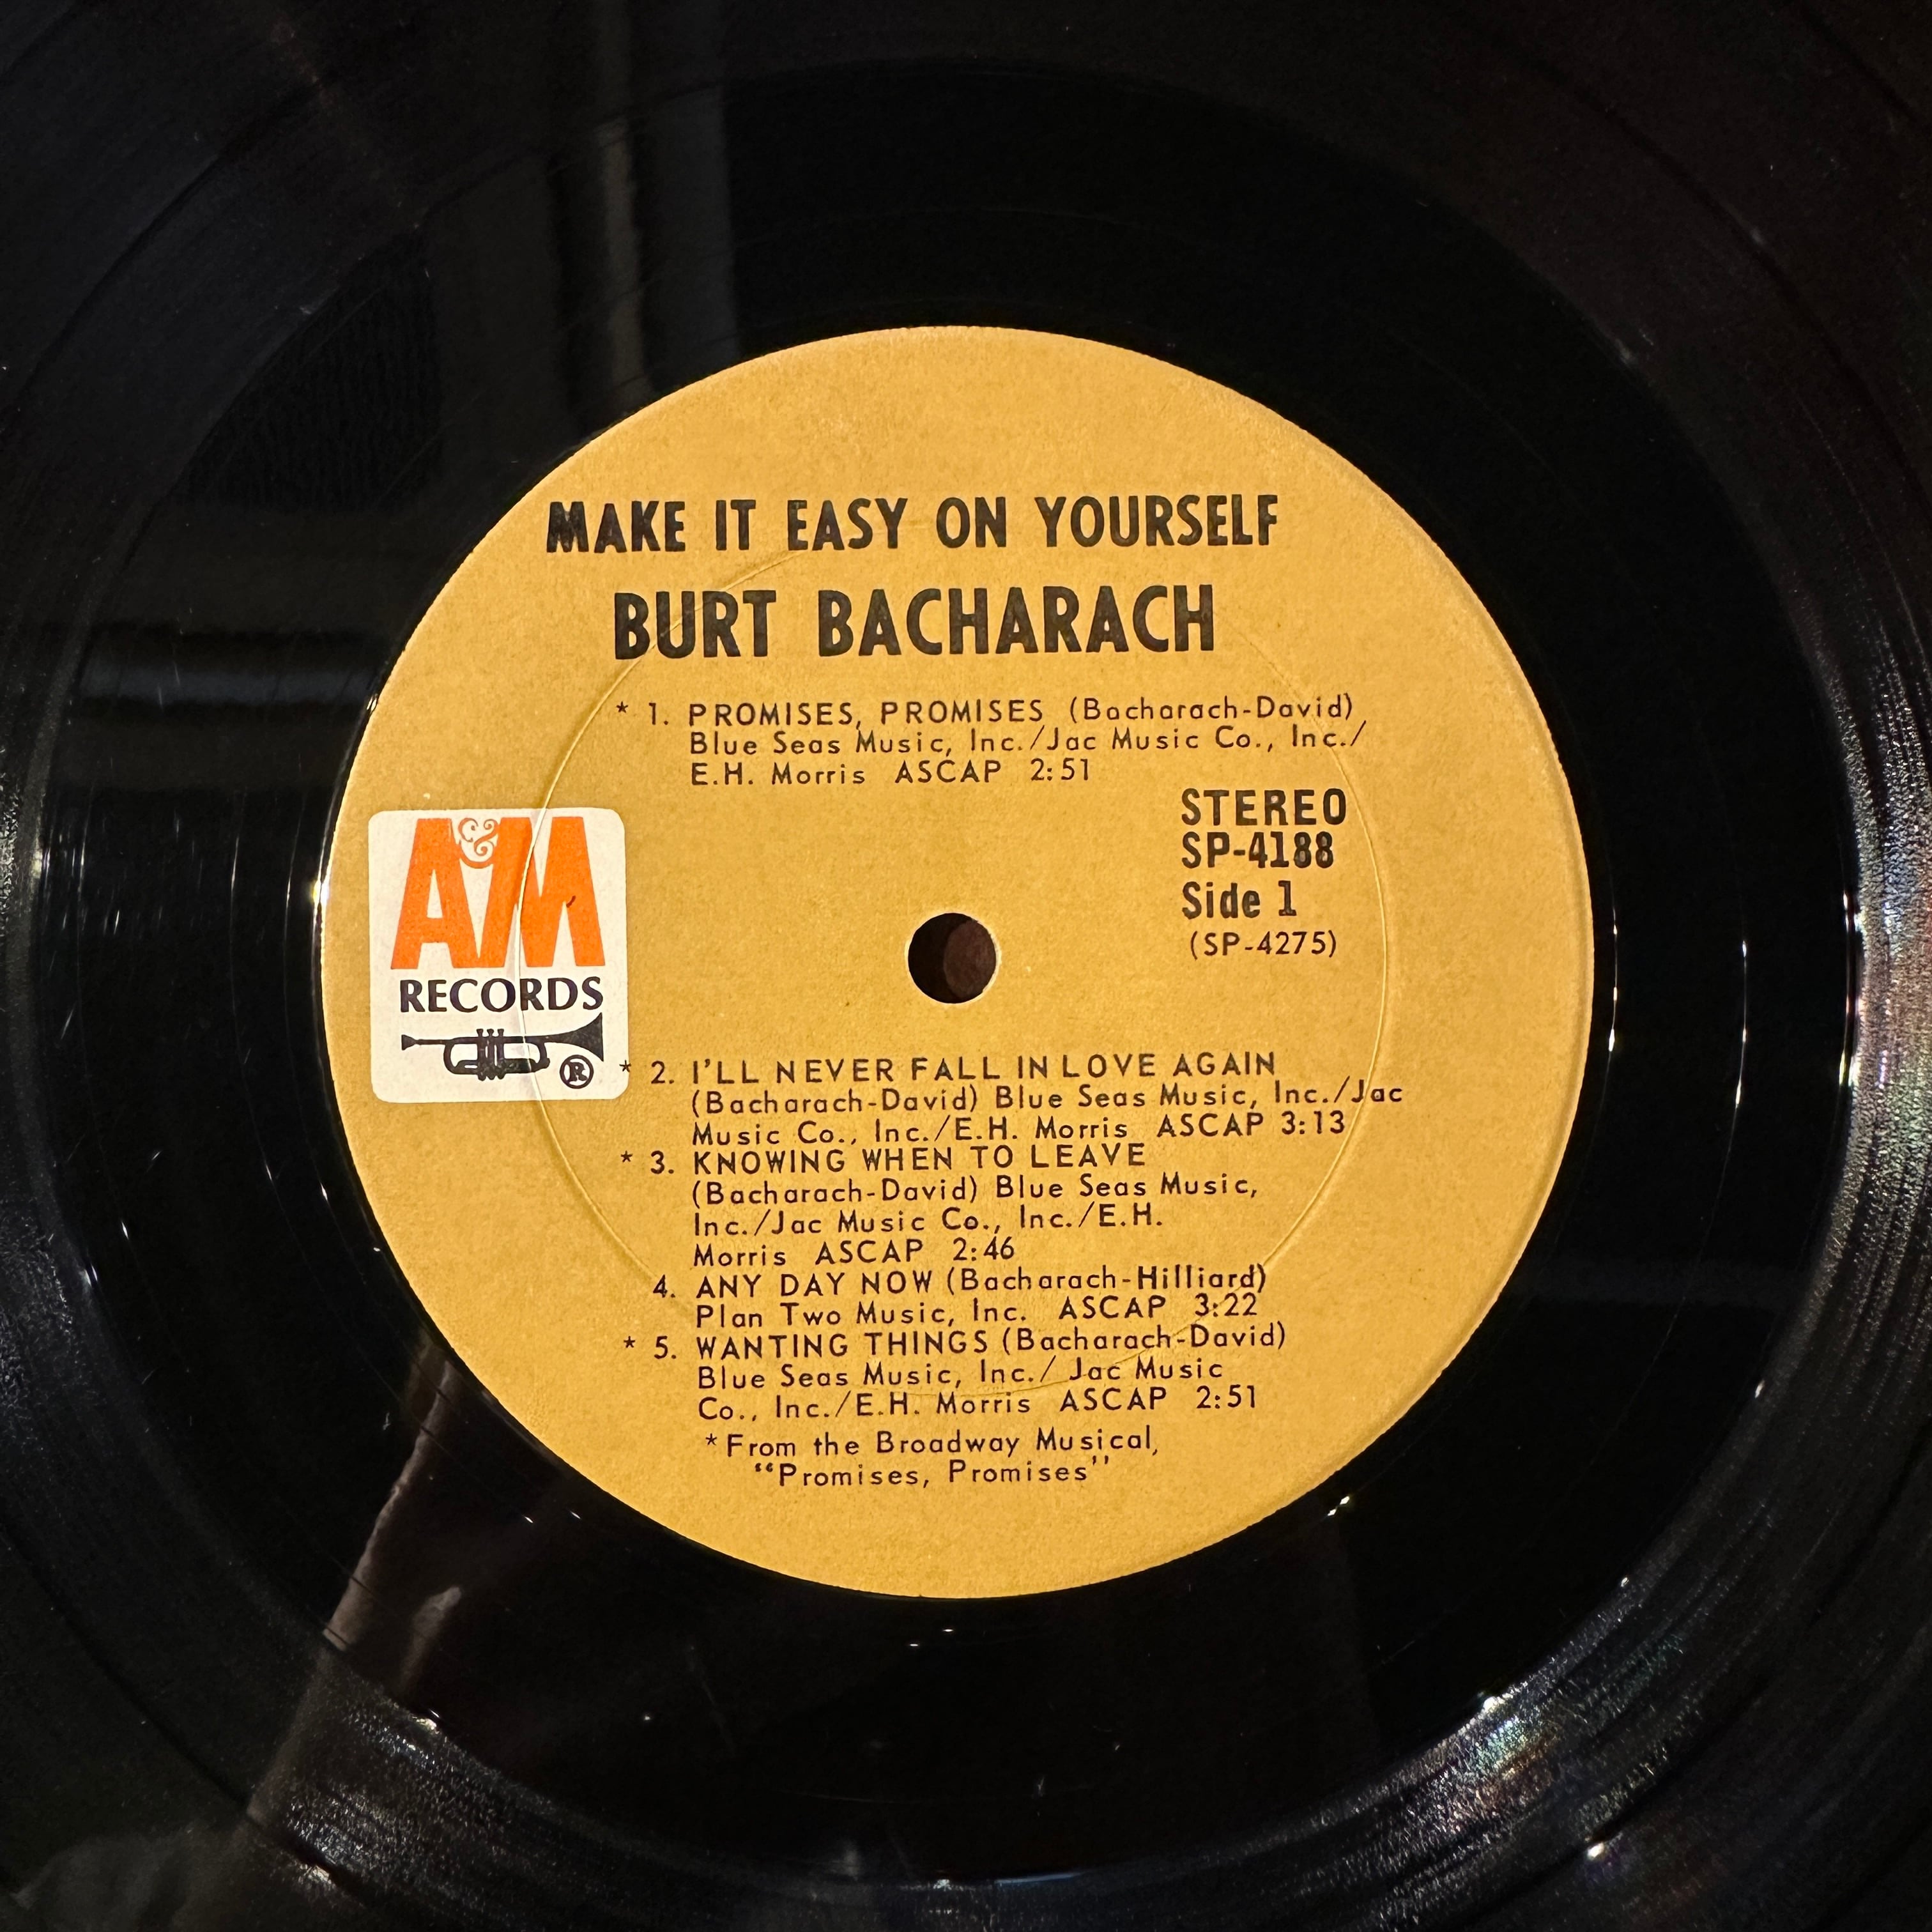 MAKE IT EASY ON YOURSELF
BURT BACHARACH
* 1. PROMISES, PROMISES (Bacharach-David)
Blue Seas Music, Inc./Jac Music Co., Inc./
E.H. Morris ASCAP 2:51
STEREO
SP-4188
Side 1
(SP-4275)
A&M
RECORDS
®
* 2. I'LL NEVER FALL IN LOVE AGAIN
(Bacharach-David) Blue Seas Music, Inc./Jac
Music Co., Inc./E.H. Morris ASCAP 3:13
* 3. KNOWING WHEN TO LEAVE
(Bacharach-David) Blue Seas Music,
Inc./Jac Music Co., Inc./E.H.
Morris ASCAP 2:46
4. ANY DAY NOW (Bacharach-Hilliard)
Plan Two Music, Inc. ASCAP 3:22
* 5. WANTING THINGS (Bacharach-David)
Blue Seas Music, Inc./ Jac Music
Co., Inc./E.H. Morris ASCAP 2:51
*From the Broadway Musical,
"Promises, Promises"